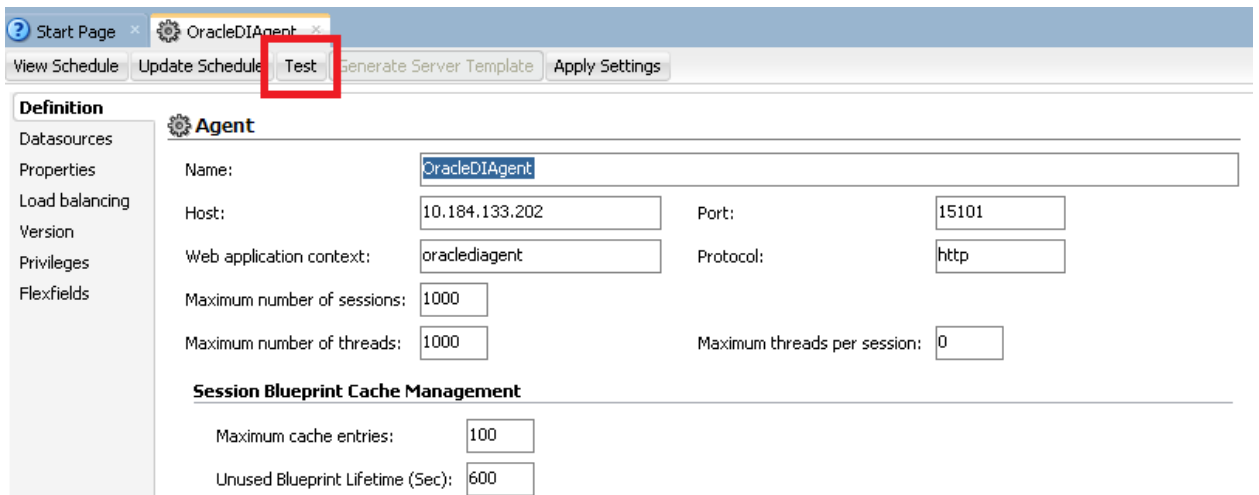 Start Page OracleDIAgent
View Schedule Update Schedule Test Generate Server Template Apply Settings
Definition
Datasources
Properties
Load balancing
Version
Privileges
Flexfields
Agent
Name: OracleDIAgent
Host: 10.184.133.202 Port: 15101
Web application context: oraclediagent Protocol: http
Maximum number of sessions: 1000
Maximum number of threads: 1000 Maximum threads per session: 0
Session Blueprint Cache Management
Maximum cache entries: 100
Unused Blueprint Lifetime (Sec): 600